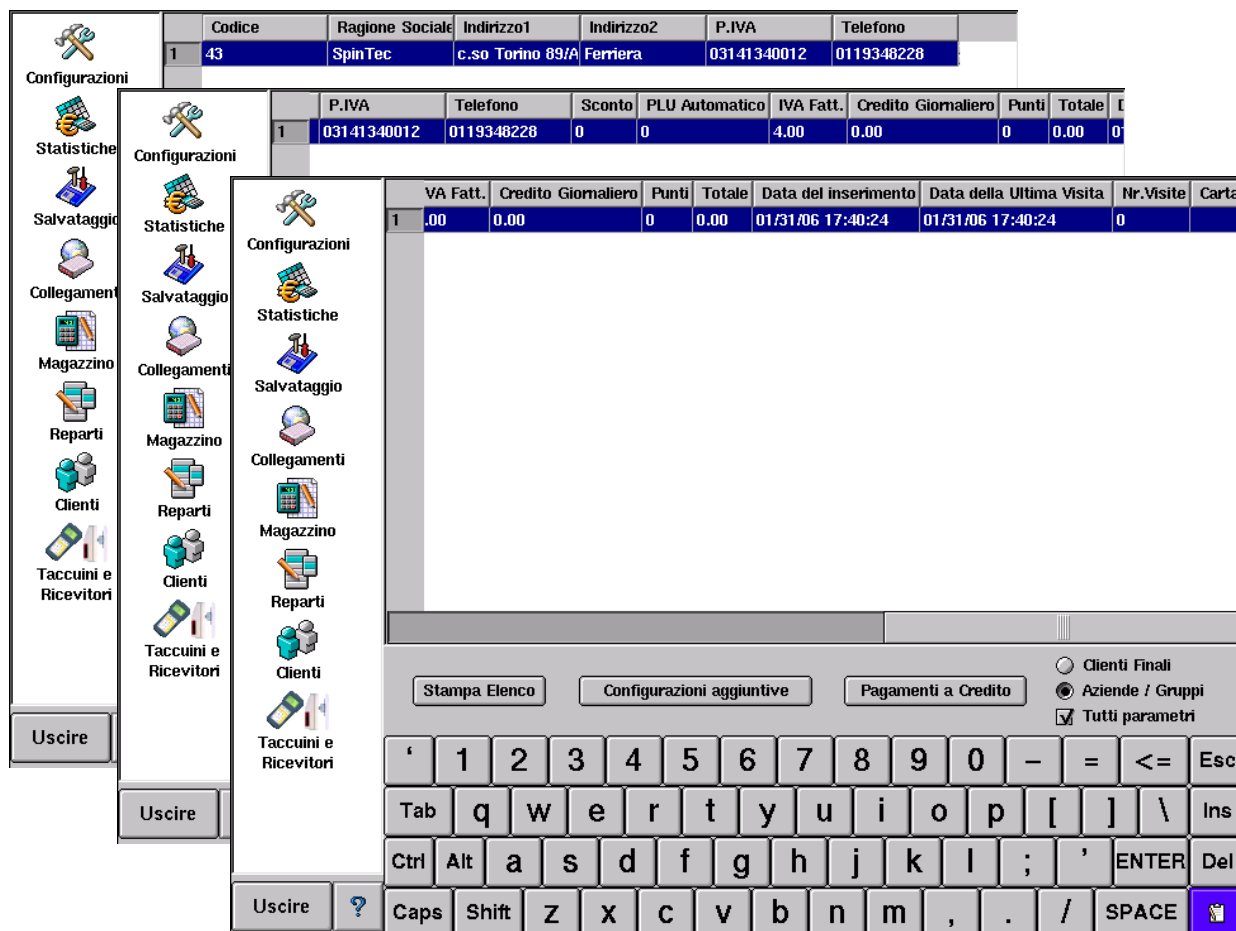 Codice Ragione Sociale Indirizzo1 Indirizzo2 P.IVA Telefono
1 43 SpinTec c.so Torino 89/A Ferriera 03141340012 0119348228
Configurazioni
Statistiche
Salvataggio
Collegament
Magazzino
Reparti
Clienti
Taccuini e
Ricevitori
Uscire
P.IVA Telefono Sconto PLU Automatico IVA Fatt. Credito Giornaliero Punti Totale D
1 03141340012 0119348228 0 0 4.00 0.00 0 0.00 01
Configurazioni
Statistiche
Salvataggio
Collegamenti
Magazzino
Reparti
Clienti
Taccuini e
Ricevitori
Uscire
VA Fatt. Credito Giornaliero Punti Totale Data del inserimento Data della Ultima Visita Nr.Visite Carta
1 .00 0.00 0 0.00 01/31/06 17:40:24 01/31/06 17:40:24 0
Configurazioni
Statistiche
Salvataggio
Collegamenti
Magazzino
Reparti
Clienti
Taccuini e
Ricevitori
Uscire ?
Stampa Elenco Configurazioni aggiuntive Pagamenti a Credito
Clienti Finali
Aziende / Gruppi
Tutti parametri
‘ 1 2 3 4 5 6 7 8 9 0 – = <= Esc
Tab q w e r t y u i o p [ ] \ Ins
Ctrl Alt a s d f g h j k l ; ’ ENTER Del
Caps Shift z x c v b n m , . / SPACE